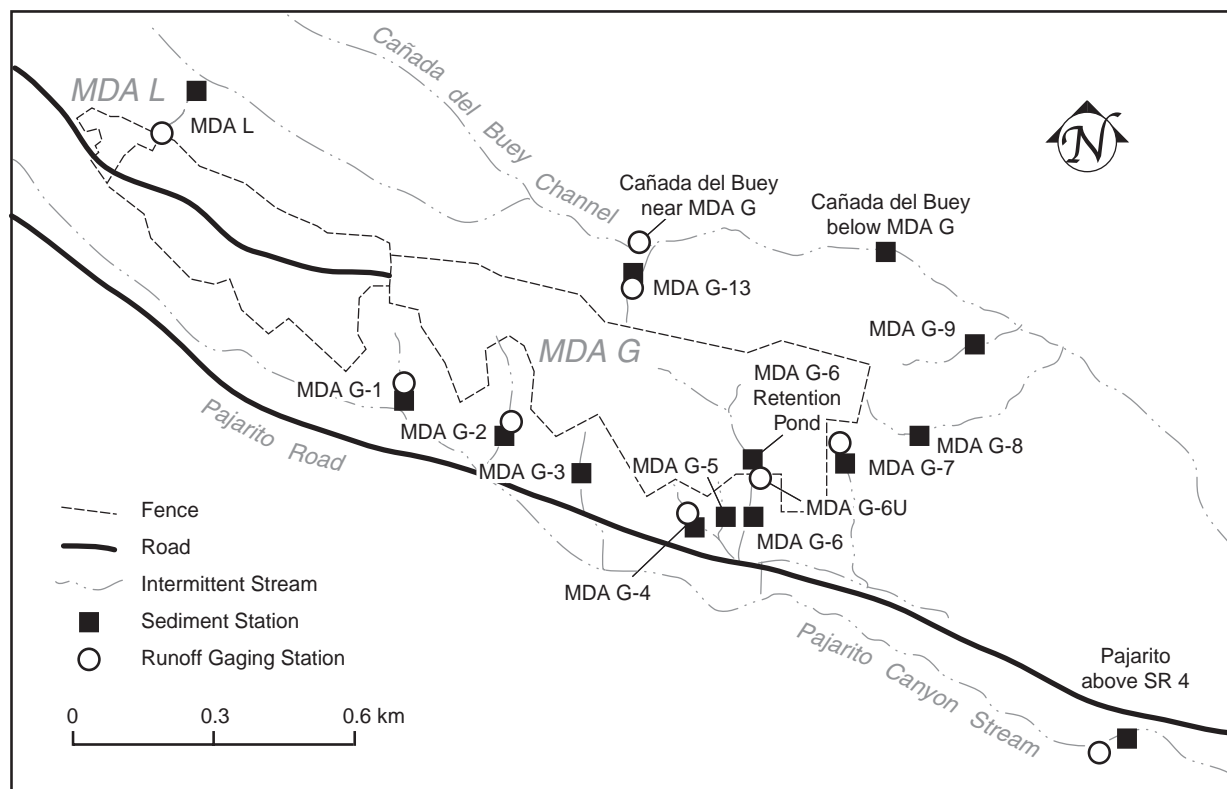 MDA L
MDA L
Cañada del Buey Channel
N
Cañada del Buey
near MDA G
Cañada del Buey
below MDA G
MDA G-13
MDA G-9
MDA G
MDA G-6
Retention
Pond
MDA G-1
MDA G-2
MDA G-8
MDA G-3
MDA G-5
MDA G-7
MDA G-6U
MDA G-6
MDA G-4
Pajarito Road
Pajarito Canyon Stream
Pajarito
above SR 4
Fence
Road
Intermittent Stream
Sediment Station
Runoff Gaging Station
0 0.3 0.6 km